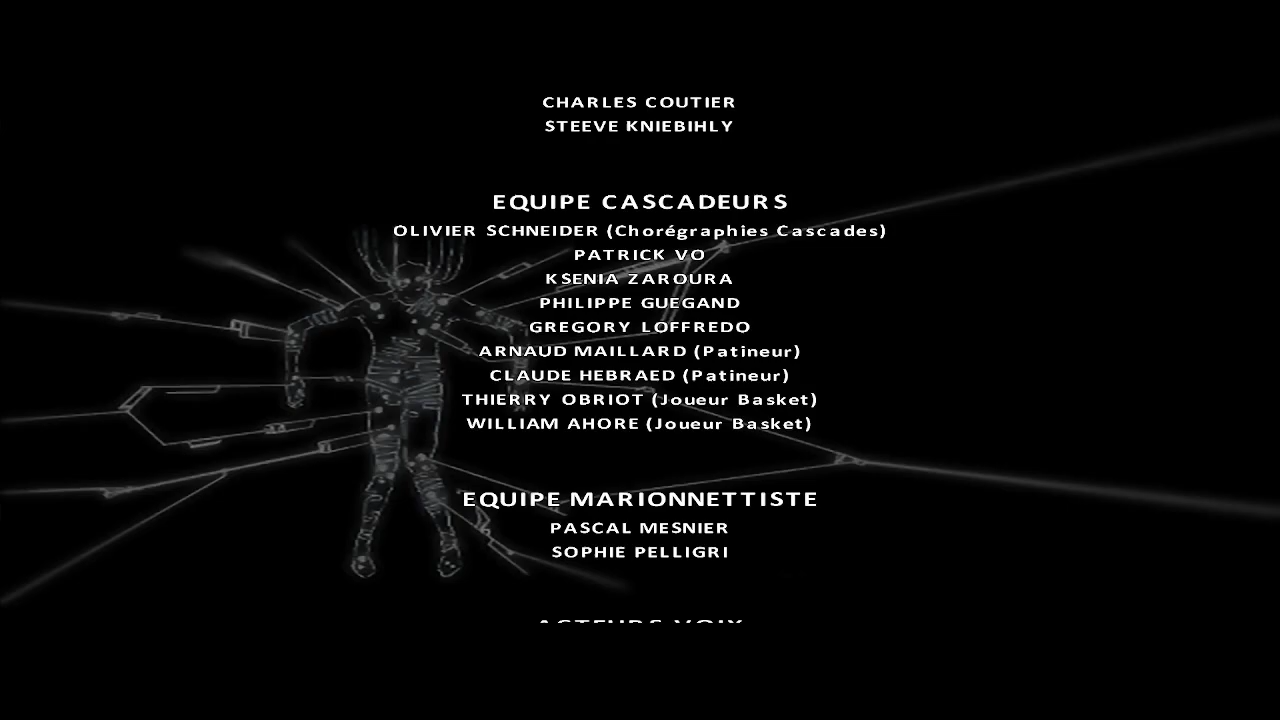 CHARLES COUTIER
STEEVE KNIEBIHLY
EQUIPE CASCADEURS
OLIVIER SCHNEIDER (Chorégraphies Cascades)
PATRICK VO
KSENIA ZAROURA
PHILIPPE GUEGAND
GREGORY LOFFREDO
ARNAUD MAILLARD (Patineur)
CLAUDE HEBRAED (Patineur)
THIERRY OBRIOT (Joueur Basket)
WILLIAM AHORE (Joueur Basket)
EQUIPE MARIONNETTISTE
PASCAL MESNIER
SOPHIE PELLIGRI
ACTEURS VOIX